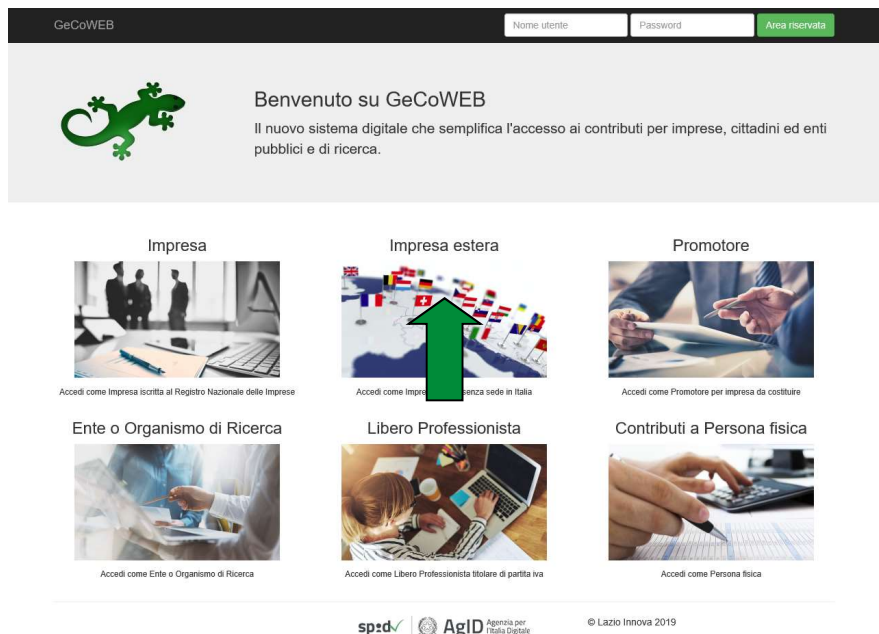 GeCoWEB
Nome utente
Password
Area riservata
Benvenuto su GeCoWEB
Il nuovo sistema digitale che semplifica l'accesso ai contributi per imprese, cittadini ed enti
pubblici e di ricerca.
Impresa
Impresa estera
Promotore
Accedi come Impresa iscritta al Registro Nazionale delle Imprese
Accedi come Impre senza sede in Italia
Accedi come Promotore per impresa da costituire
Ente o Organismo di Ricerca
Libero Professionista
Contributi a Persona fisica
Accedi come Ente o Organismo di Ricerca
Accedi come Libero Professionista titolare di partita iva
Accedi come Persona fisica
spid
AgID
Agenzia per
l'Italia Digitale
© Lazio Innova 2019